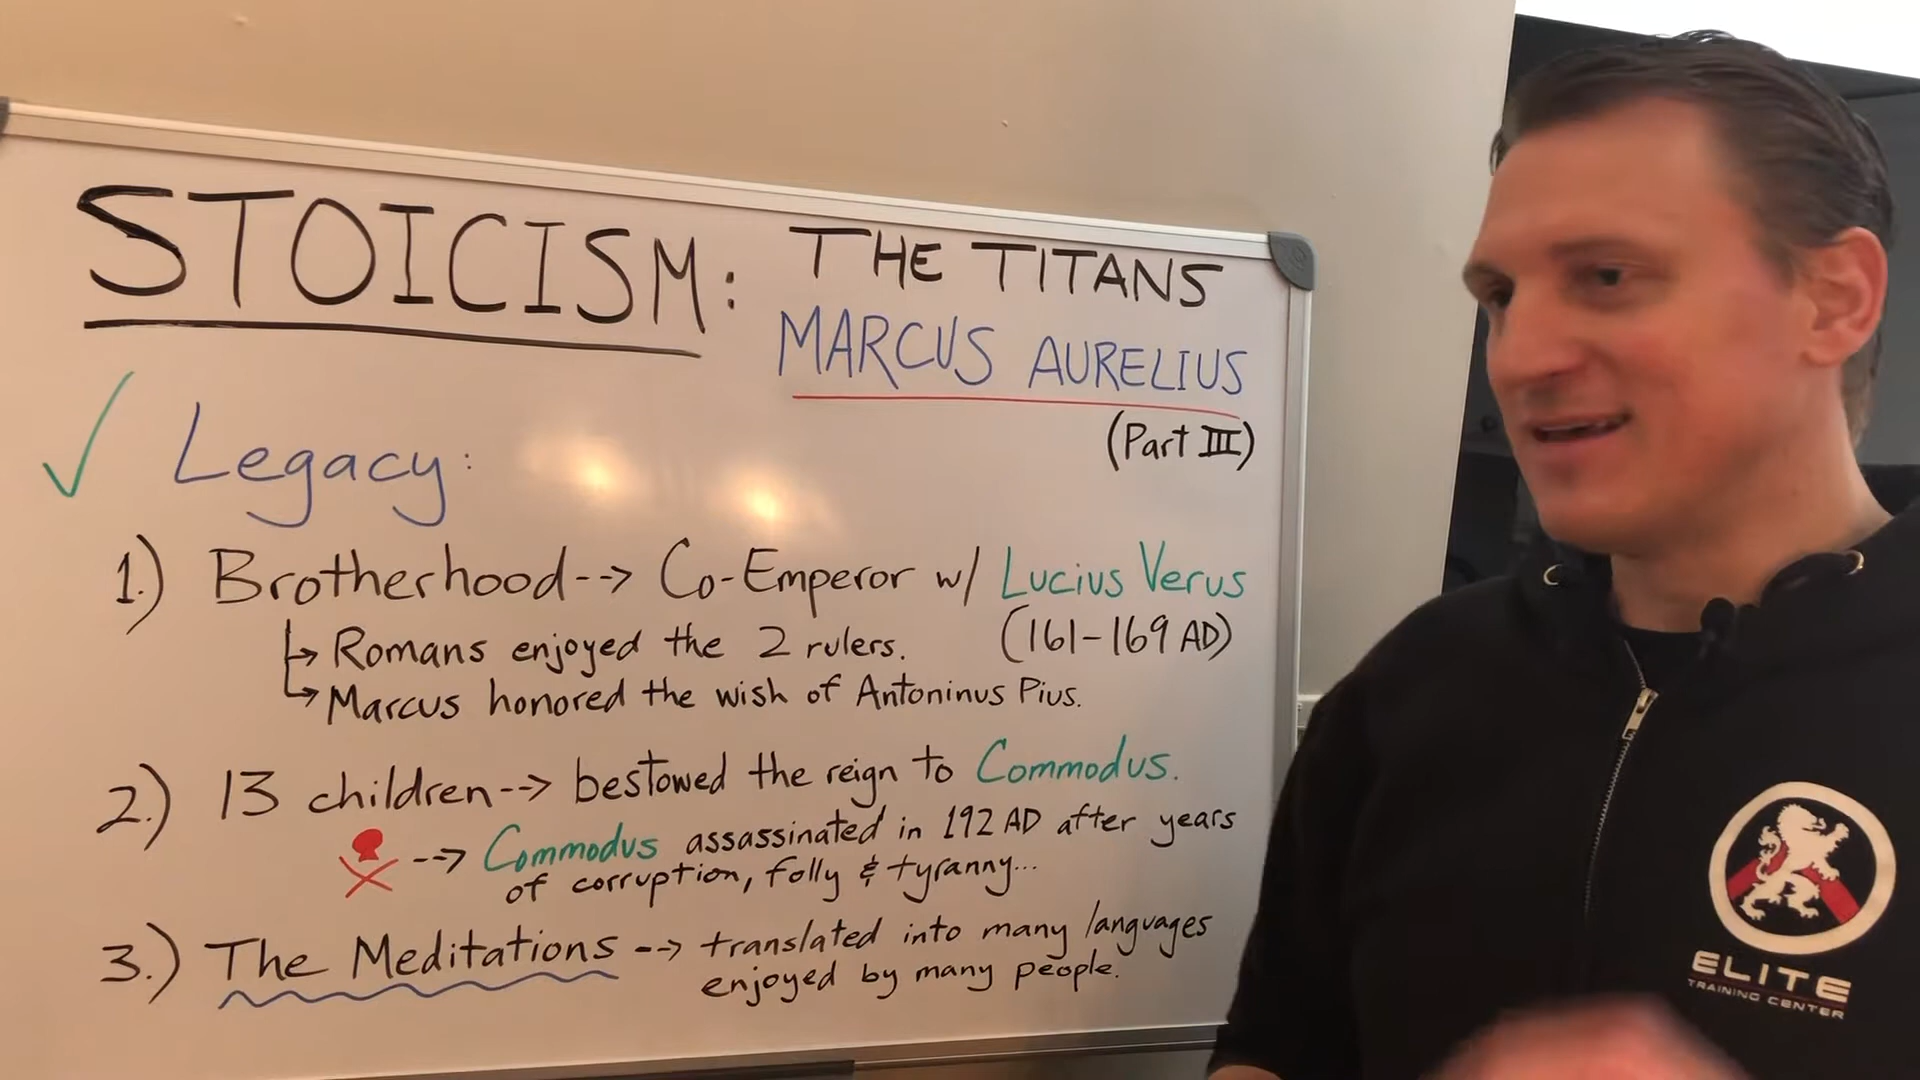 STOICISM: THE TITANS
MARCUS AURELIUS
(Part III)
✓ Legacy:
1.) Brotherhood --> Co-Emperor w/ Lucius Verus
(161-169 AD)
↳ Romans enjoyed the 2 rulers.
↳ Marcus honored the wish of Antoninus Pius.
2.) 13 children --> bestowed the reign to Commodus.
--> Commodus assassinated in 192 AD after years
of corruption, folly & tyranny...
3.) The Meditations --> translated into many languages
enjoyed by many people.
ELITE
TRAINING CENTER